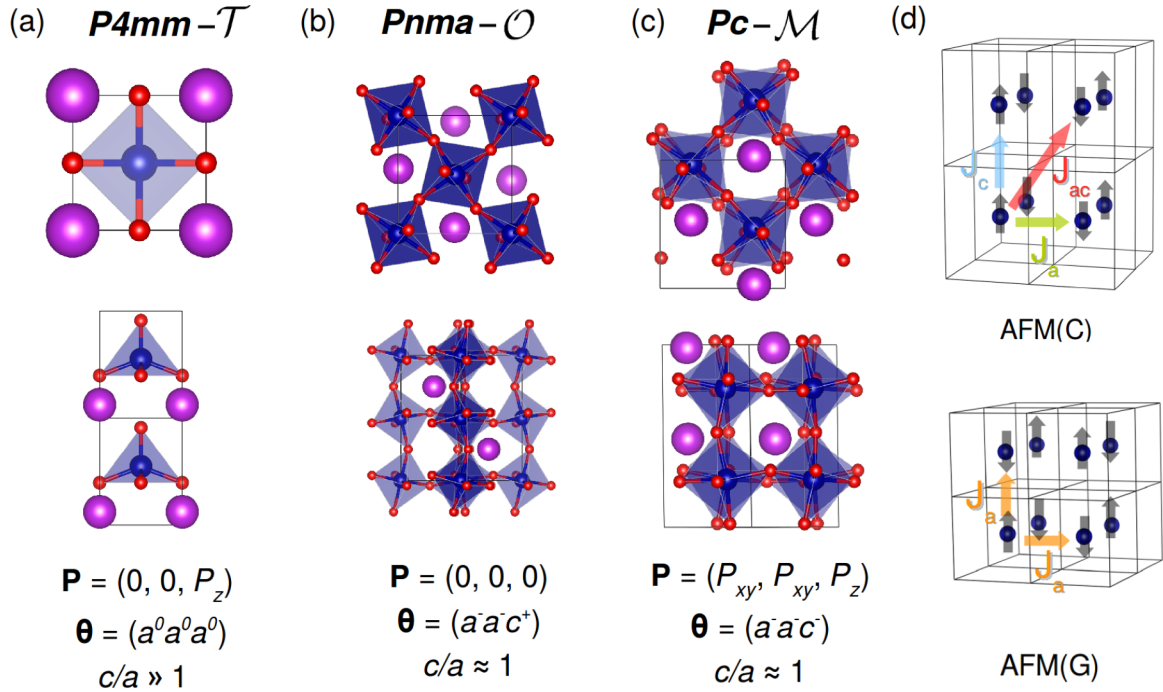 (a) P4mm – 𝒯
P = (0, 0, P_z)
θ = (a⁰a⁰a⁰)
c/a » 1
(b) Pnma – 𝒪
P = (0, 0, 0)
θ = (a⁻a⁻c⁺)
c/a ≈ 1
(c) Pc – ℳ
P = (P_xy, P_xy, P_z)
θ = (a⁻a⁻c⁻)
c/a ≈ 1
(d)
J_c
J_ac
J_a
AFM(C)
J_a
J_a
AFM(G)